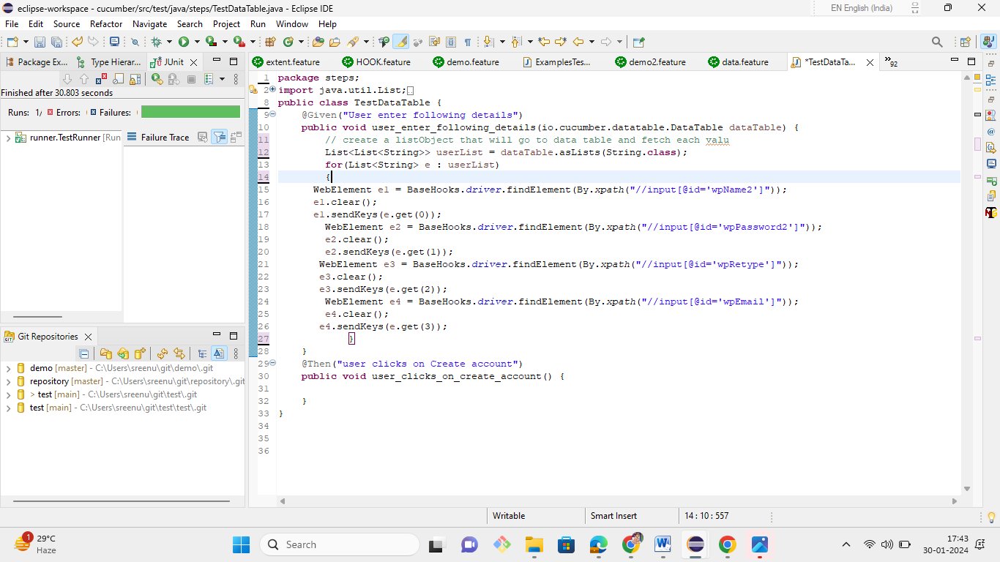 eclipse-workspace - cucumber/src/test/java/steps/TestDataTable.java - Eclipse IDE
EN English (India)
File Edit Source Refactor Navigate Search Project Run Window Help
Package Ex... Type Hierar... JUnit
extent.feature HOOK.feature demo.feature ExamplesTes... demo2.feature data.feature *TestDataTa... »92
Finished after 30.803 seconds
Runs: 1/ Errors: Failures:
runner.TestRunner [Run
Failure Trace
1 package steps;
2 import java.util.List;
8 public class TestDataTable {
9 @Given("User enter following details")
10 public void user_enter_following_details(io.cucumber.datatable.DataTable dataTable) {
11 // create a listObject that will go to data table and fetch each valu
12 List<List<String>> userList = dataTable.asLists(String.class);
13 for(List<String> e : userList)
14 {
15 WebElement e1 = BaseHooks.driver.findElement(By.xpath("//input[@id='wpName2']"));
16 e1.clear();
17 e1.sendKeys(e.get(0));
18 WebElement e2 = BaseHooks.driver.findElement(By.xpath("//input[@id='wpPassword2']"));
19 e2.clear();
20 e2.sendKeys(e.get(1));
21 WebElement e3 = BaseHooks.driver.findElement(By.xpath("//input[@id='wpRetype']"));
22 e3.clear();
23 e3.sendKeys(e.get(2));
24 WebElement e4 = BaseHooks.driver.findElement(By.xpath("//input[@id='wpEmail']"));
25 e4.clear();
26 e4.sendKeys(e.get(3));
27 }
28 }
29 @Then("user clicks on Create account")
30 public void user_clicks_on_create_account() {
31
32 }
33 }
34
35
36
Git Repositories
demo [master] - C:\Users\sreenu\git\demo\.git
repository [master] - C:\Users\sreenu\git\repository\.git
> test [main] - C:\Users\sreenu\git\test\.git
test [main] - C:\Users\sreenu\git\test\test\.git
Writable Smart Insert 14 : 10 : 557
1
29°C
Haze
Search
17:43
30-01-2024